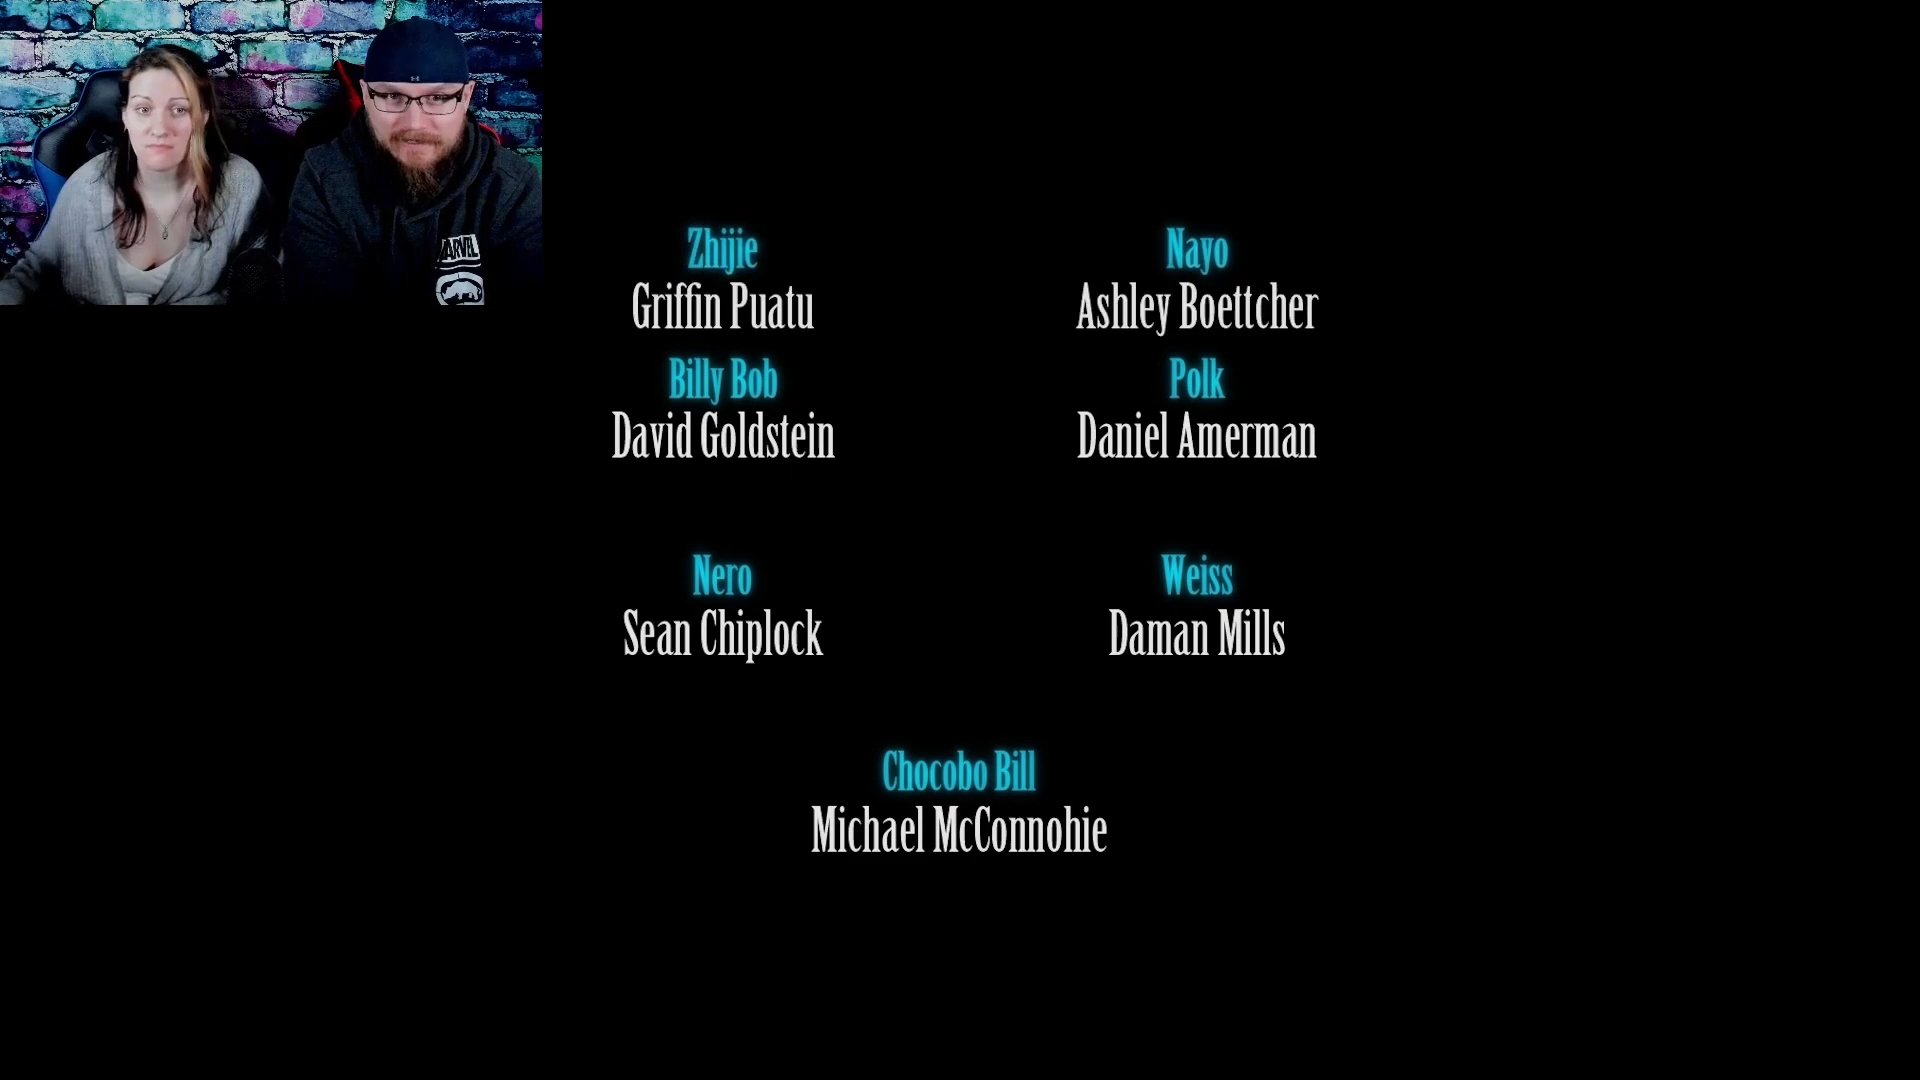 MARVEL
Zhijie
Griffin Puatu
Nayo
Ashley Boettcher
Billy Bob
David Goldstein
Polk
Daniel Amerman
Nero
Sean Chiplock
Weiss
Daman Mills
Chocobo Bill
Michael McConnohie